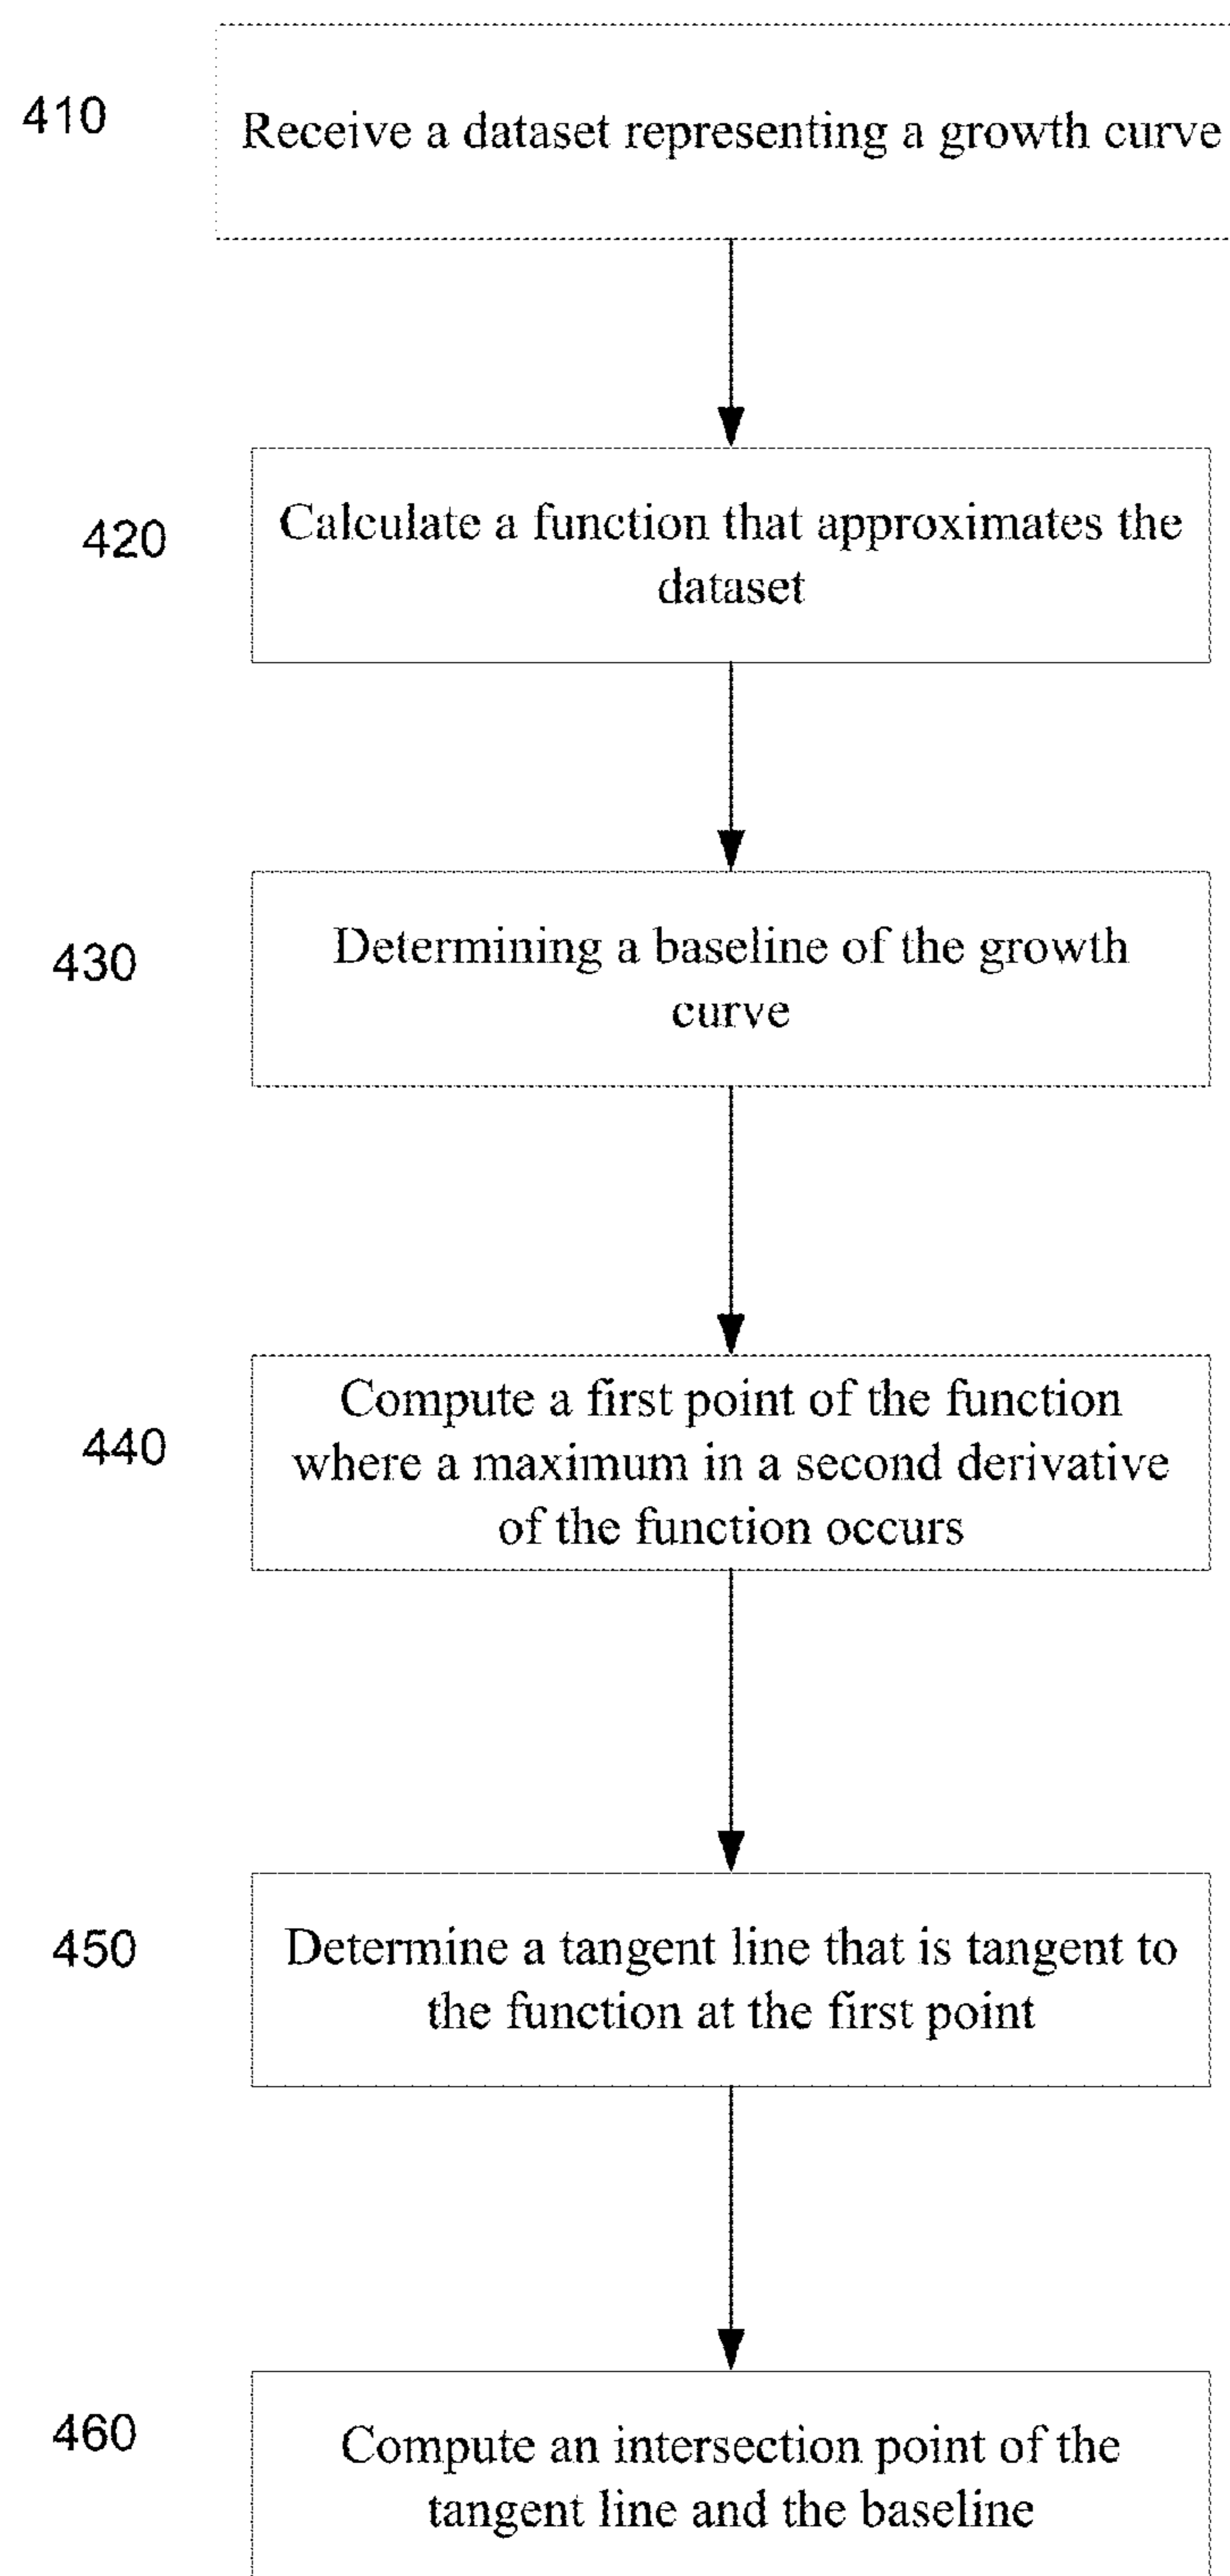 410
Receive a dataset representing a growth curve
420
Calculate a function that approximates the
dataset
430
Determining a baseline of the growth
curve
440
Compute a first point of the function
where a maximum in a second derivative
of the function occurs
450
Determine a tangent line that is tangent to
the function at the first point
460
Compute an intersection point of the
tangent line and the baseline